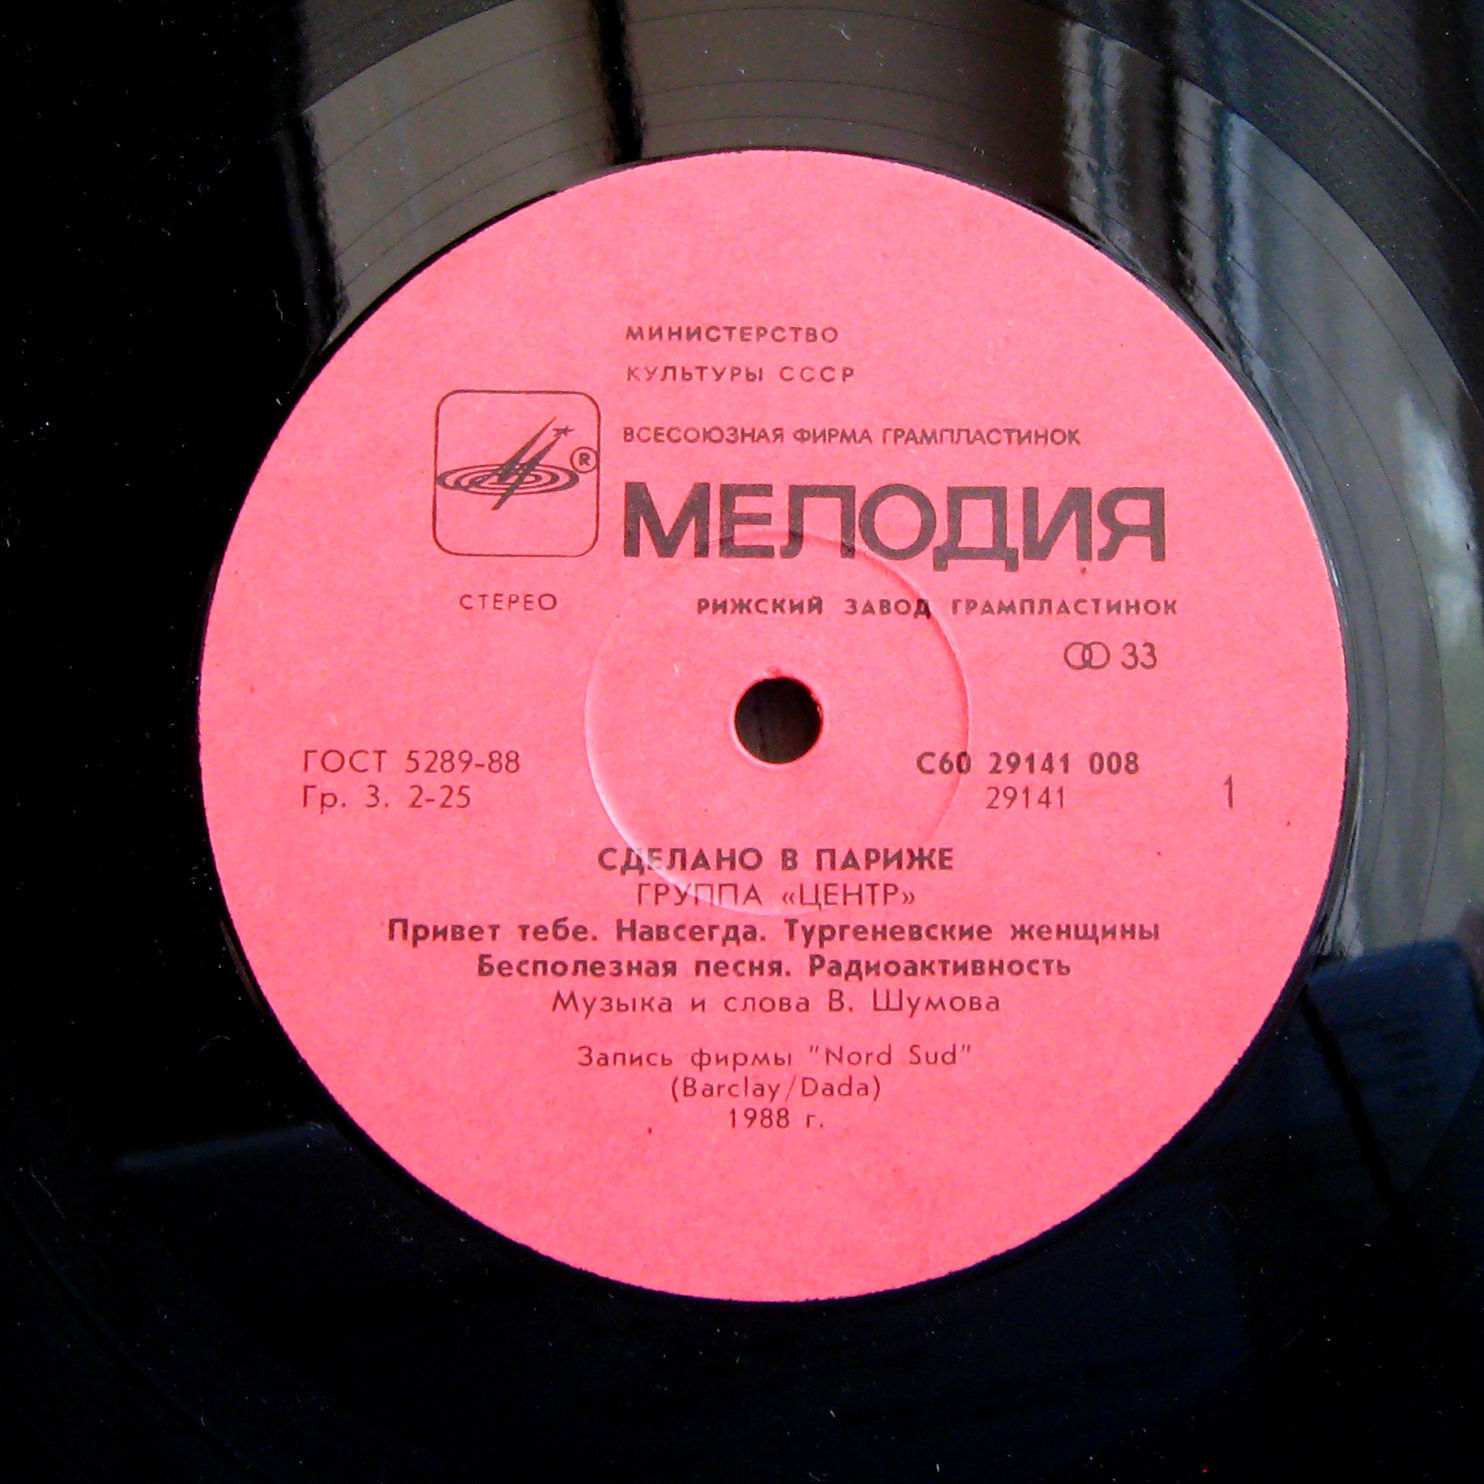 МИНИСТЕРСТВО
КУЛЬТУРЫ СССР
ВСЕСОЮЗНАЯ ФИРМА ГРАМПЛАСТИНОК
®
МЕЛОДИЯ
СТЕРЕО
РИЖСКИЙ ЗАВОД ГРАМПЛАСТИНОК
33
ГОСТ 5289-88
С60 29141 008
Гр. 3. 2-25
29141
1
СДЕЛАНО В ПАРИЖЕ
ГРУППА «ЦЕНТР»
Привет тебе. Навсегда. Тургеневские женщины
Бесполезная песня. Радиоактивность
Музыка и слова В. Шумова
Запись фирмы "Nord Sud"
(Barclay/Dada)
1988 г.